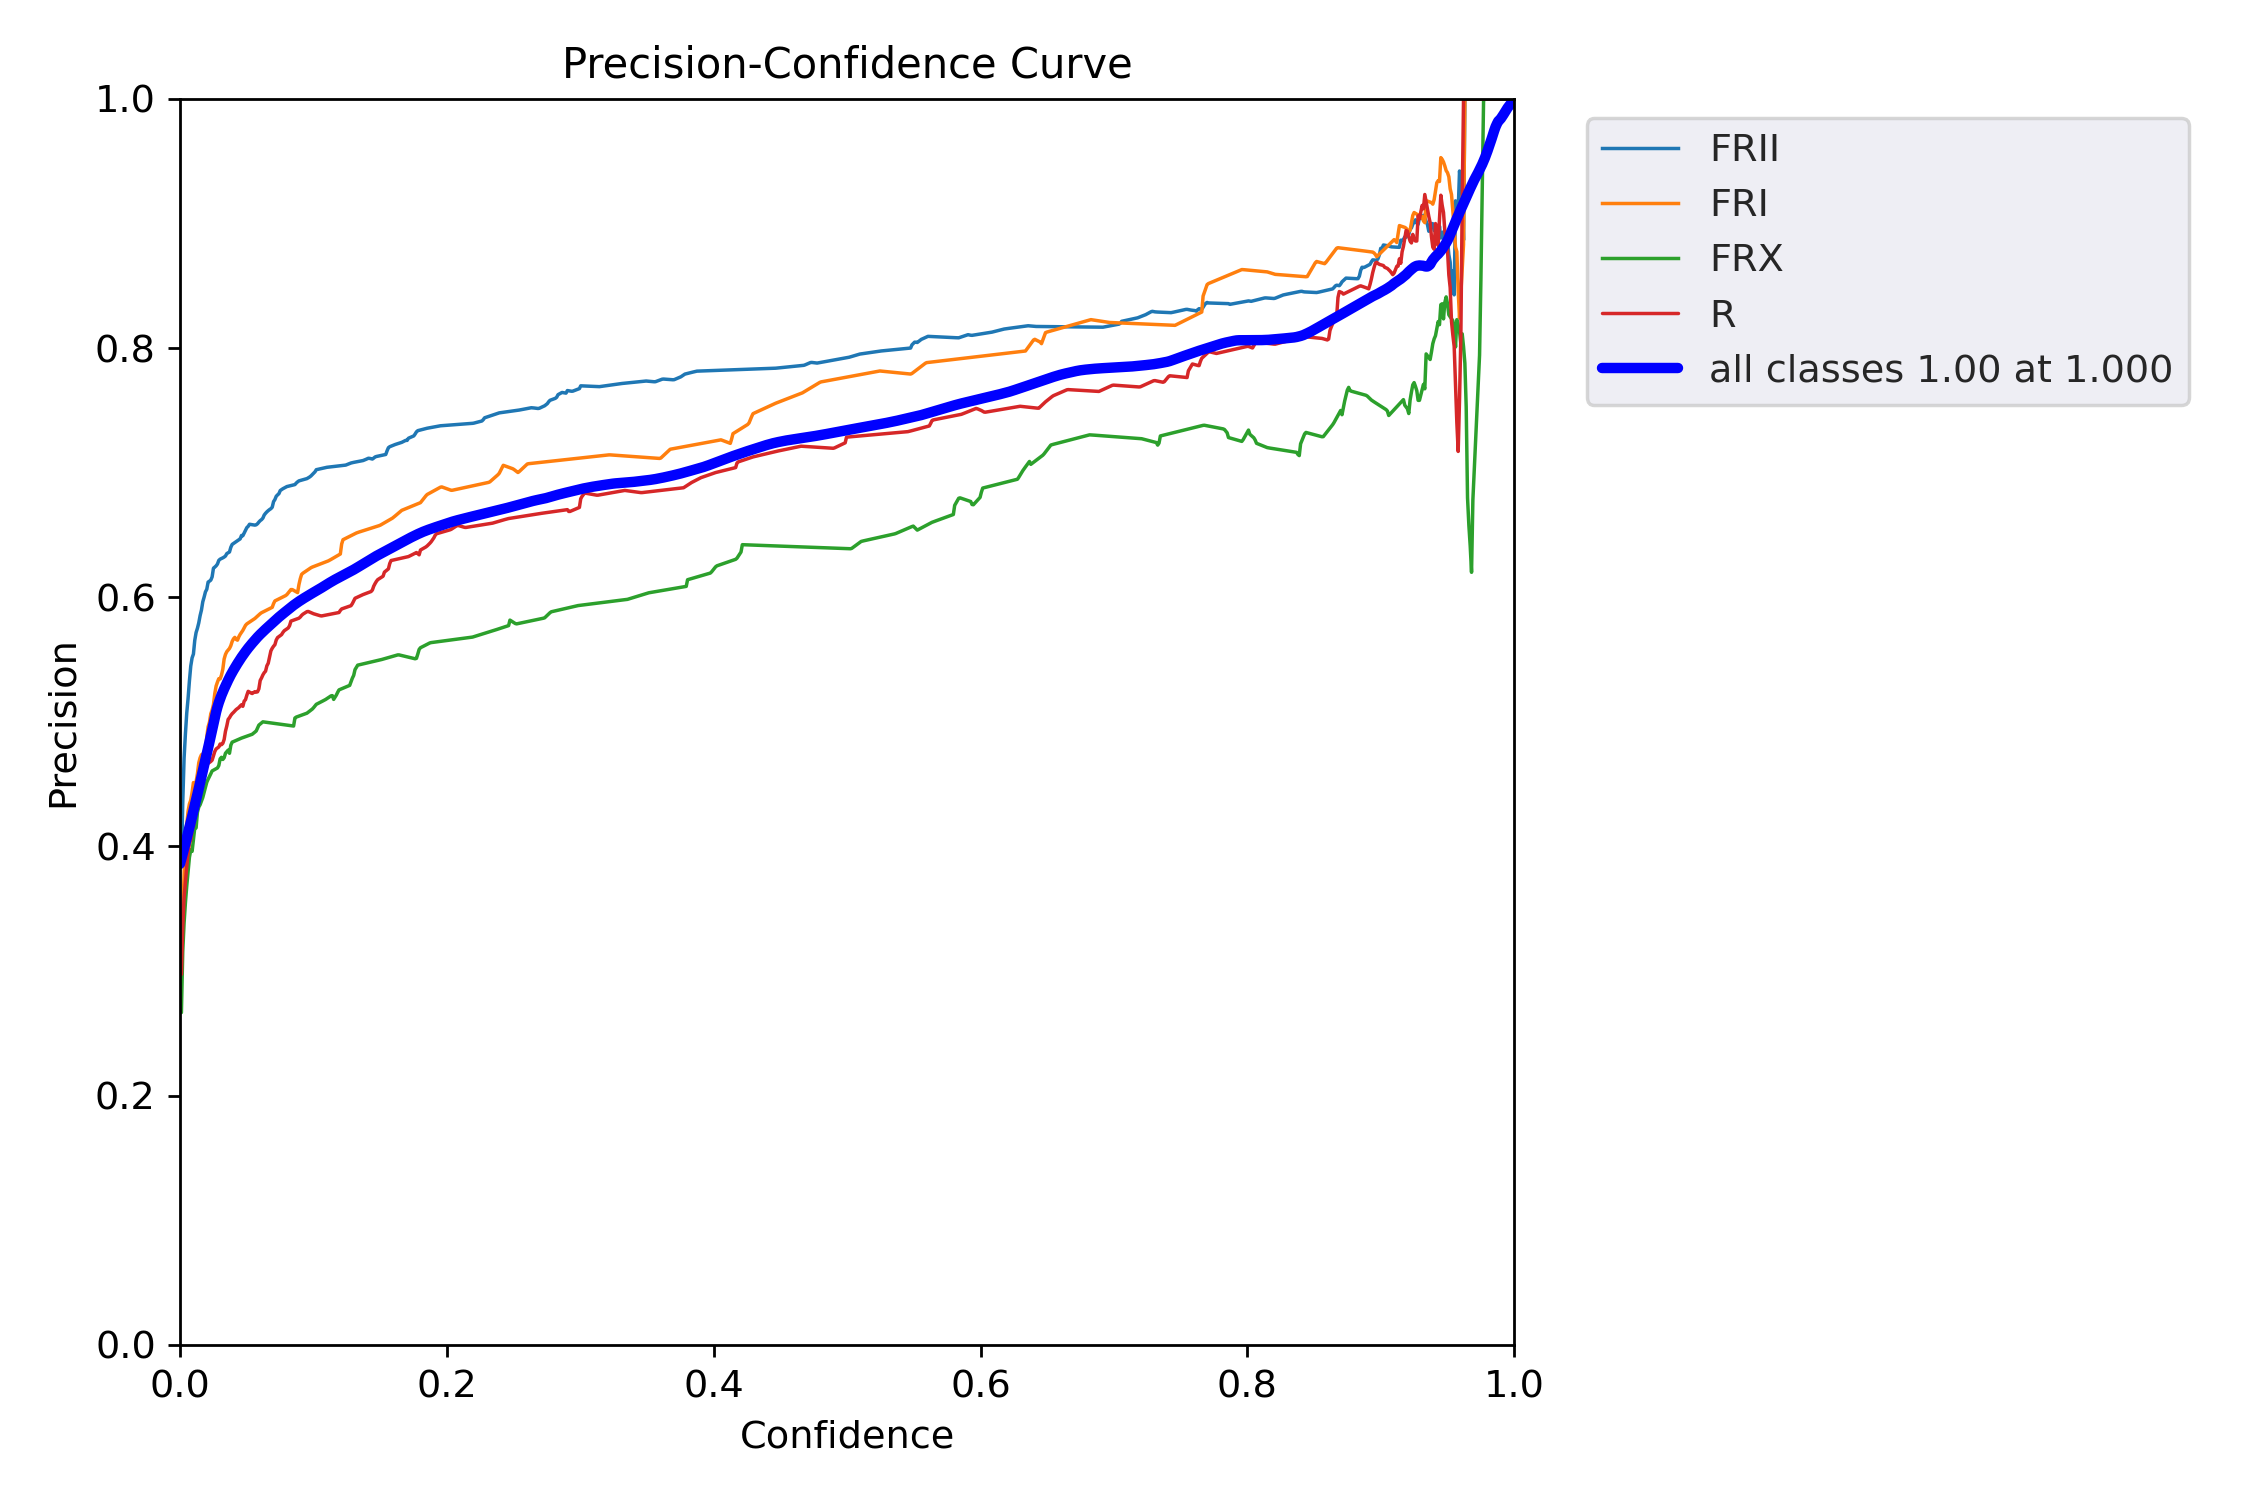 Precision-Confidence Curve
1.0
0.8
0.6
0.4
0.2
0.0
Precision
0.0 0.2 0.4 0.6 0.8 1.0
Confidence
FRII
FRI
FRX
R
all classes 1.00 at 1.000